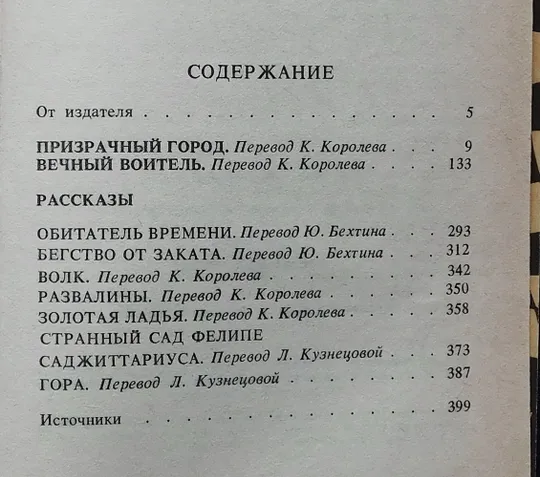 СОДЕРЖАНИЕ
От издателя . . . . . . . . . . . . . . . 5
ПРИЗРАЧНЫЙ ГОРОД. Перевод К. Королева . . . 9
ВЕЧНЫЙ ВОИТЕЛЬ. Перевод К. Королева . . . . 133
РАССКАЗЫ
ОБИТАТЕЛЬ ВРЕМЕНИ. Перевод Ю. Бехтина . . . 293
БЕГСТВО ОТ ЗАКАТА. Перевод Ю. Бехтина . . . 312
ВОЛК. Перевод К. Королева . . . . . . . . 342
РАЗВАЛИНЫ. Перевод К. Королева . . . . . . 350
ЗОЛОТАЯ ЛАДЬЯ. Перевод К. Королева . . . . . 358
СТРАННЫЙ САД ФЕЛИПЕ
САДЖИТТАРИУСА. Перевод Л. Кузнецовой . . . 373
ГОРА. Перевод Л. Кузнецовой . . . . . . . 387
Источники . . . . . . . . . . . . . . . 399